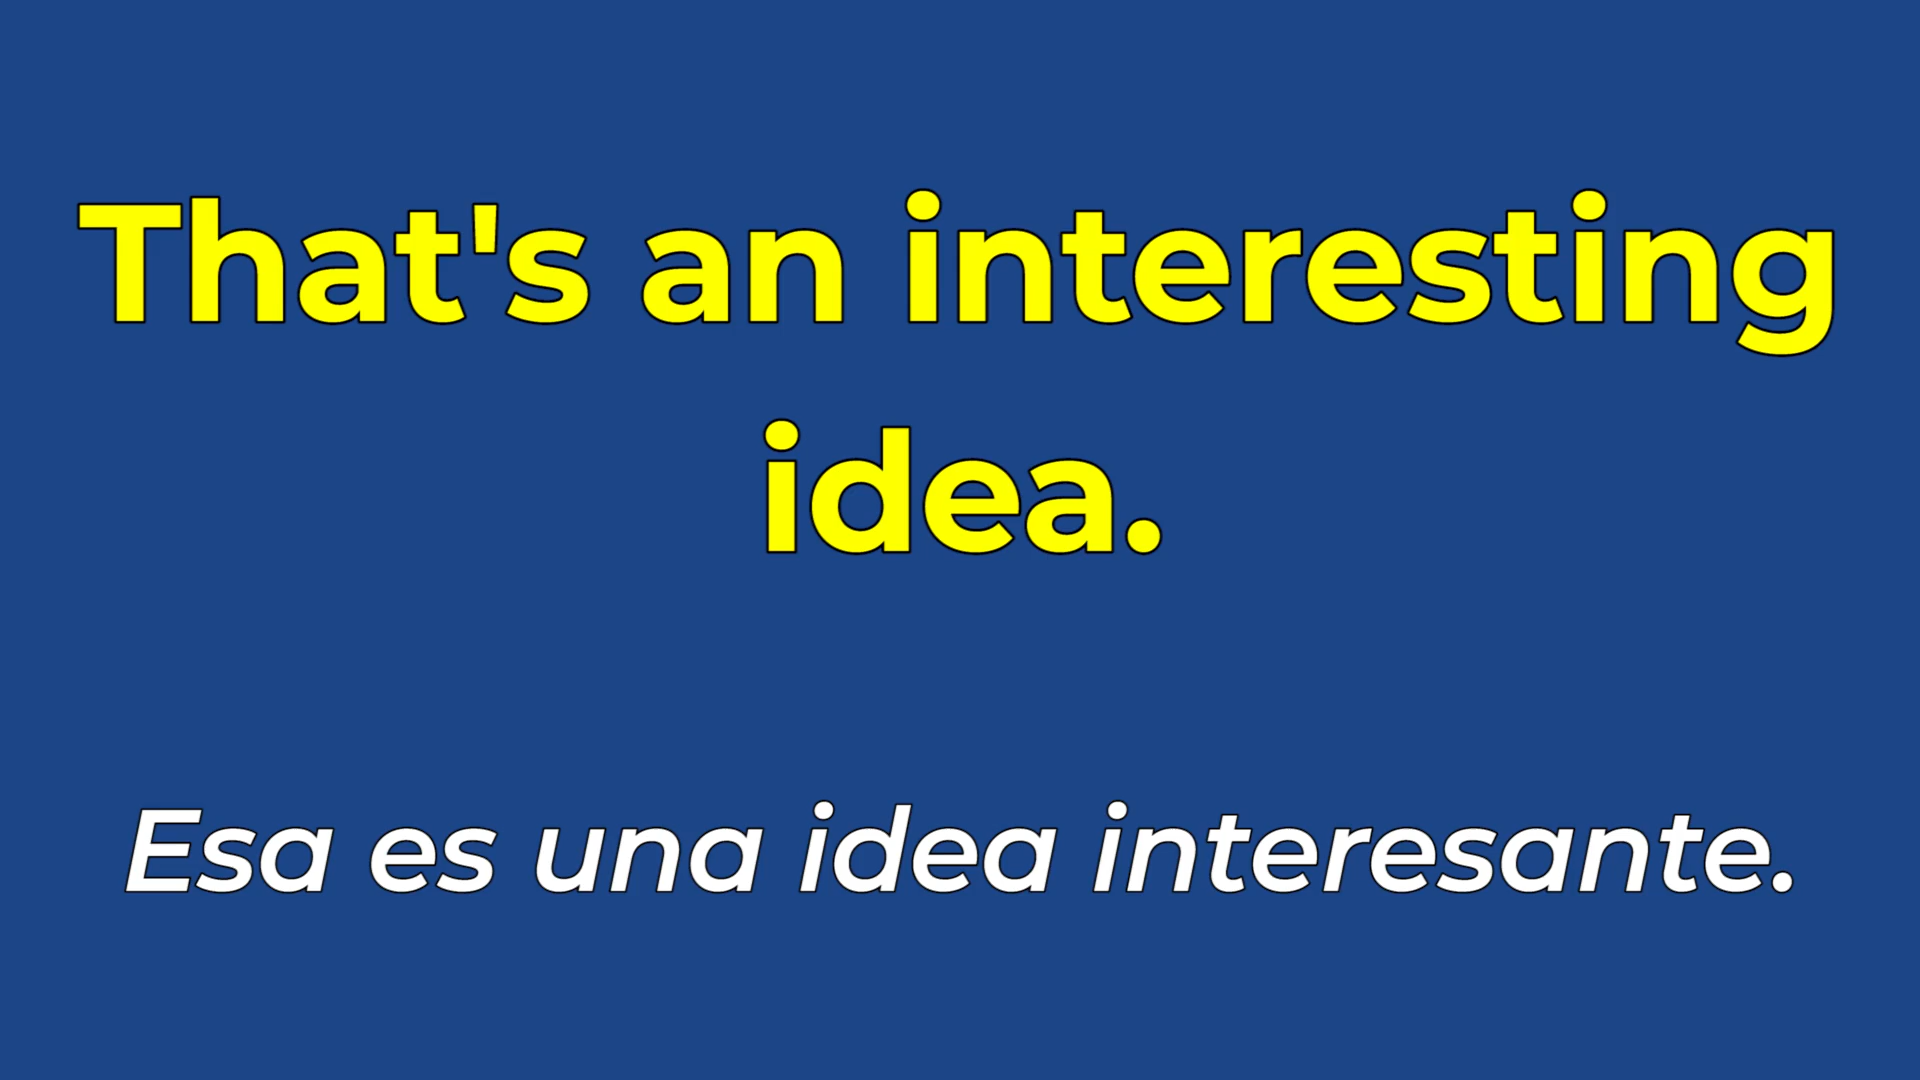 That's an interesting
idea.
Esa es una idea interesante.